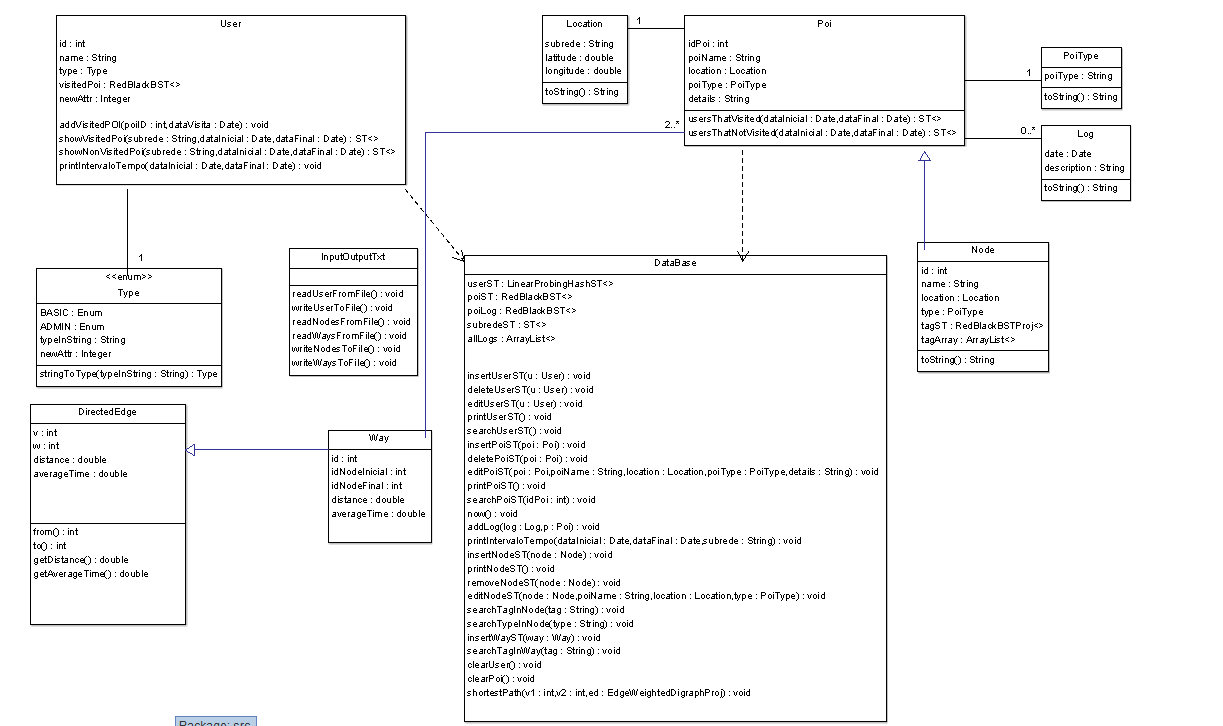 User
id : int
name : String
type : Type
visitedPoi : RedBlackBST<>
newAttr : Integer
addVisitedPOI(poiID : int,dataVisita : Date) : void
showVisitedPoi(subrede : String,dataInicial : Date,dataFinal : Date) : ST<>
showNonVisitedPoi(subrede : String,dataInicial : Date,dataFinal : Date) : ST<>
printIntervaloTempo(dataInicial : Date,dataFinal : Date) : void
Location
subrede : String
latitude : double
longitude : double
toString() : String
1
Poi
idPoi : int
poiName : String
location : Location
poiType : PoiType
details : String
usersThatVisited(dataInicial : Date,dataFinal : Date) : ST<>
usersThatNotVisited(dataInicial : Date,dataFinal : Date) : ST<>
2..*
1
PoiType
poiType : String
toString() : String
0..*
Log
date : Date
description : String
toString() : String
1
<<enum>>
Type
BASIC : Enum
ADMIN : Enum
typeInString : String
newAttr : Integer
stringToType(typeInString : String) : Type
InputOutputTxt
readUserFromFile() : void
writeUserToFile() : void
readNodesFromFile() : void
readWaysFromFile() : void
writeNodesToFile() : void
writeWaysToFile() : void
DataBase
userST : LinearProbingHashST<>
poiST : RedBlackBST<>
poiLog : RedBlackBST<>
subredeST : ST<>
allLogs : ArrayList<>
insertUserST(u : User) : void
deleteUserST(u : User) : void
editUserST(u : User) : void
printUserST() : void
searchUserST() : void
insertPoiST(poi : Poi) : void
deletePoiST(poi : Poi) : void
editPoiST(poi : Poi,poiName : String,location : Location,poiType : PoiType,details : String) : void
printPoiST() : void
searchPoiST(idPoi : int) : void
now() : void
addLog(log : Log,p : Poi) : void
printIntervaloTempo(dataInicial : Date,dataFinal : Date,subrede : String) : void
insertNodeST(node : Node) : void
printNodeST() : void
removeNodeST(node : Node) : void
editNodeST(node : Node,poiName : String,location : Location,type : PoiType) : void
searchTagInNode(tag : String) : void
searchTypeInNode(type : String) : void
insertWayST(way : Way) : void
searchTagInWay(tag : String) : void
clearUser() : void
clearPoi() : void
shortestPath(v1 : int,v2 : int,ed : EdgeWeightedDigraphProj) : void
Node
id : int
name : String
location : Location
type : PoiType
tagST : RedBlackBSTProj<>
tagArray : ArrayList<>
toString() : String
DirectedEdge
v : int
w : int
distance : double
averageTime : double
from() : int
to() : int
getDistance() : double
getAverageTime() : double
Way
id : int
idNodeInicial : int
idNodeFinal : int
distance : double
averageTime : double
Package: src